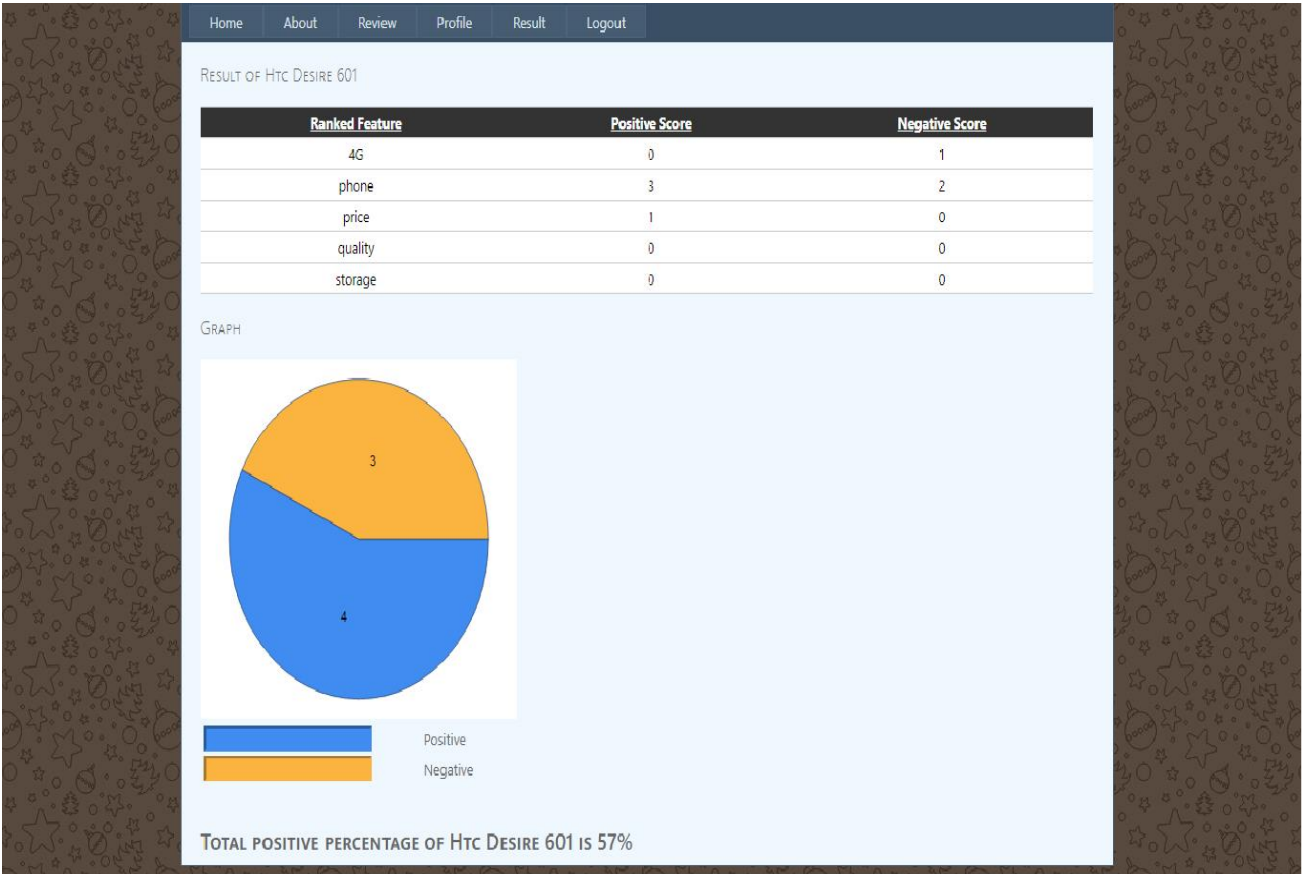 Home About Review Profile Result Logout
Result of Htc Desire 601
Ranked Feature Positive Score Negative Score
4G 0 1
phone 3 2
price 1 0
quality 0 0
storage 0 0
Graph
3
4
Positive
Negative
Total positive percentage of Htc Desire 601 is 57%